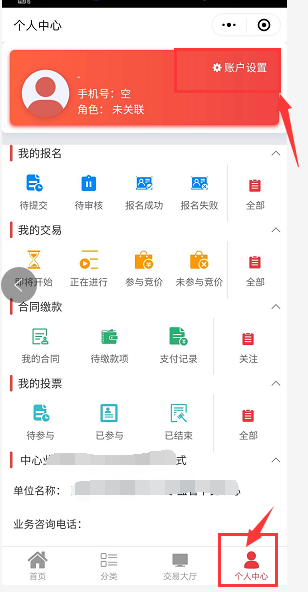 个人中心
账户设置
-
手机号：空
角色： 未关联
我的报名
待提交 待审核 报名成功 报名失败 全部
我的交易
即将开始 正在进行 参与竞价 未参与竞价 全部
合同缴款
我的合同 待缴款项 支付记录 关注
我的投票
待参与 已参与 已结束 全部
中心业 式
单位名称：
业务咨询电话：
首页 分类 交易大厅 个人中心